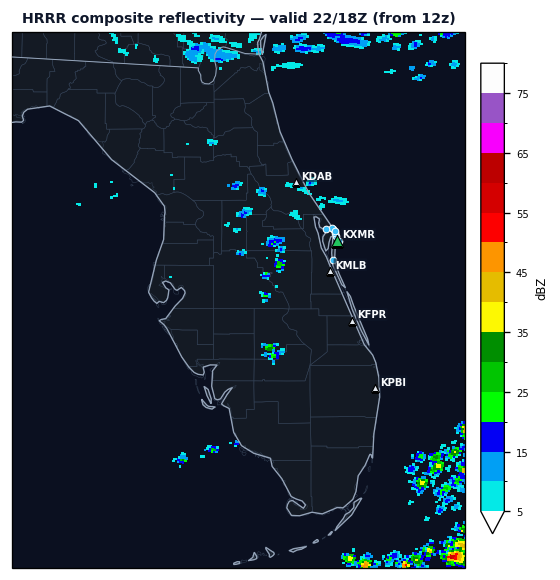 HRRR composite reflectivity — valid 22/18Z (from 12z)
KDAB
KXMR
KMLB
KFPR
KPBI
75
65
55
45
35
25
15
5
dBZ